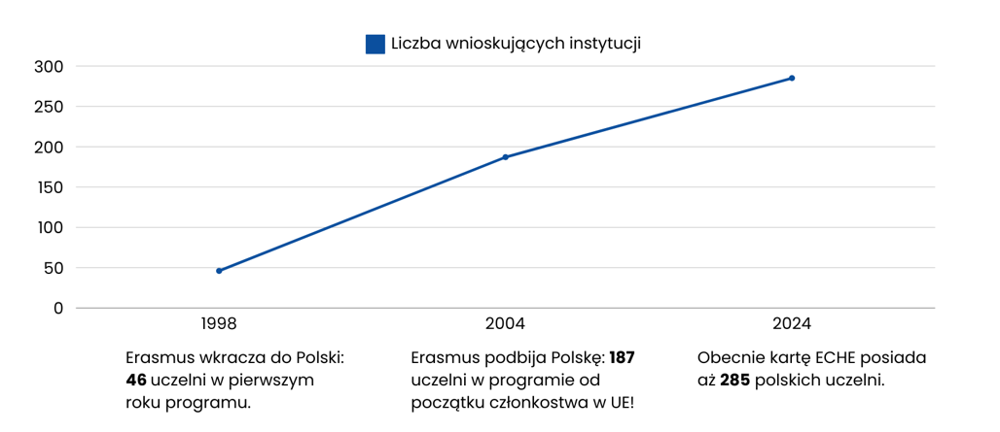 Liczba wnioskujących instytucji
300
250
200
150
100
50
0
1998
2004
2024
Erasmus wkracza do Polski:
46 uczelni w pierwszym
roku programu.
Erasmus podbija Polskę: 187
uczelni w programie od
początku członkostwa w UE!
Obecnie kartę ECHE posiada
aż 285 polskich uczelni.